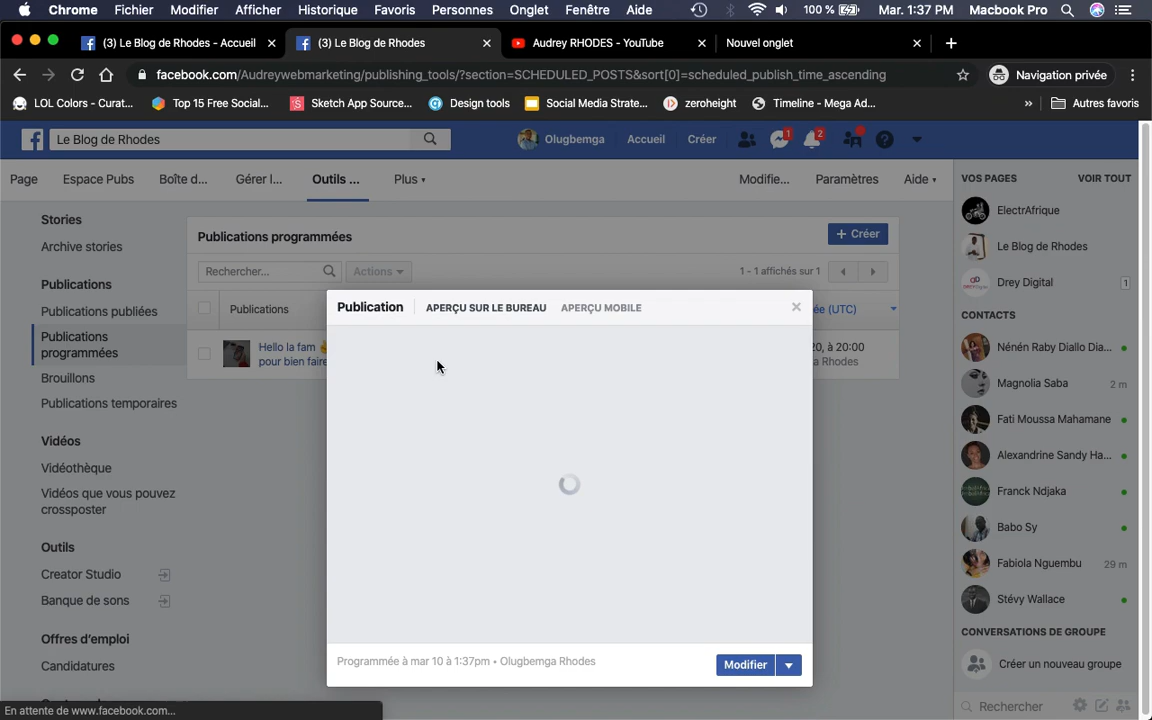 Chrome Fichier Modifier Afficher Historique Favoris Personnes Onglet Fenêtre Aide 100 % Mar. 1:37 PM Macbook Pro
(3) Le Blog de Rhodes - Accueil (3) Le Blog de Rhodes Audrey RHODES - YouTube Nouvel onglet
facebook.com/Audreywebmarketing/publishing_tools/?section=SCHEDULED_POSTS&sort[0]=scheduled_publish_time_ascending Navigation privée
LOL Colors - Curat... Top 15 Free Social... Sketch App Source... Design tools Social Media Strate... zeroheight Timeline - Mega Ad... » Autres favoris
Le Blog de Rhodes Olugbemga Accueil Créer 1 2
Page Espace Pubs Boîte d... Gérer l... Outils ... Plus Modifie... Paramètres Aide
VOS PAGES VOIR TOUT
ElectrAfrique
Le Blog de Rhodes
Drey Digital 1
CONTACTS
Nénén Raby Diallo Dia...
Magnolia Saba 2 m
Fati Moussa Mahamane
Alexandrine Sandy Ha...
Franck Ndjaka
Babo Sy
Fabiola Nguembu 29 m
Stévy Wallace
CONVERSATIONS DE GROUPE
Créer un nouveau groupe
Rechercher
Stories
Archive stories
Publications
Publications publiées
Publications
programmées
Brouillons
Publications temporaires
Vidéos
Vidéothèque
Vidéos que vous pouvez
crossposter
Outils
Creator Studio
Banque de sons
Offres d'emploi
Candidatures
Publications programmées + Créer
Rechercher... Actions 1 - 1 affichés sur 1
Publications ée (UTC)
Hello la fam 20, à 20:00
pour bien faire a Rhodes
Publication APERÇU SUR LE BUREAU APERÇU MOBILE
Programmée à mar 10 à 1:37pm • Olugbemga Rhodes Modifier
En attente de www.facebook.com...